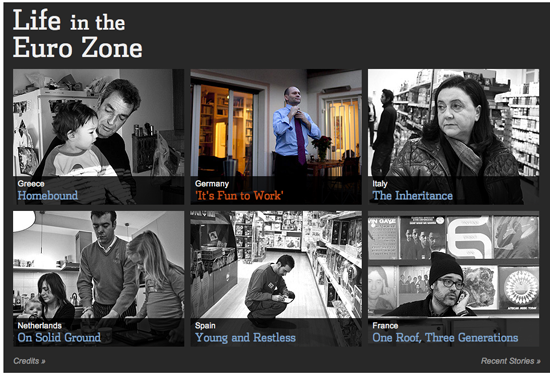 Life in the
Euro Zone
Greece
Homebound
Germany
'It's Fun to Work'
Italy
The Inheritance
Netherlands
On Solid Ground
Spain
Young and Restless
France
One Roof, Three Generations
Credits »
Recent Stories »